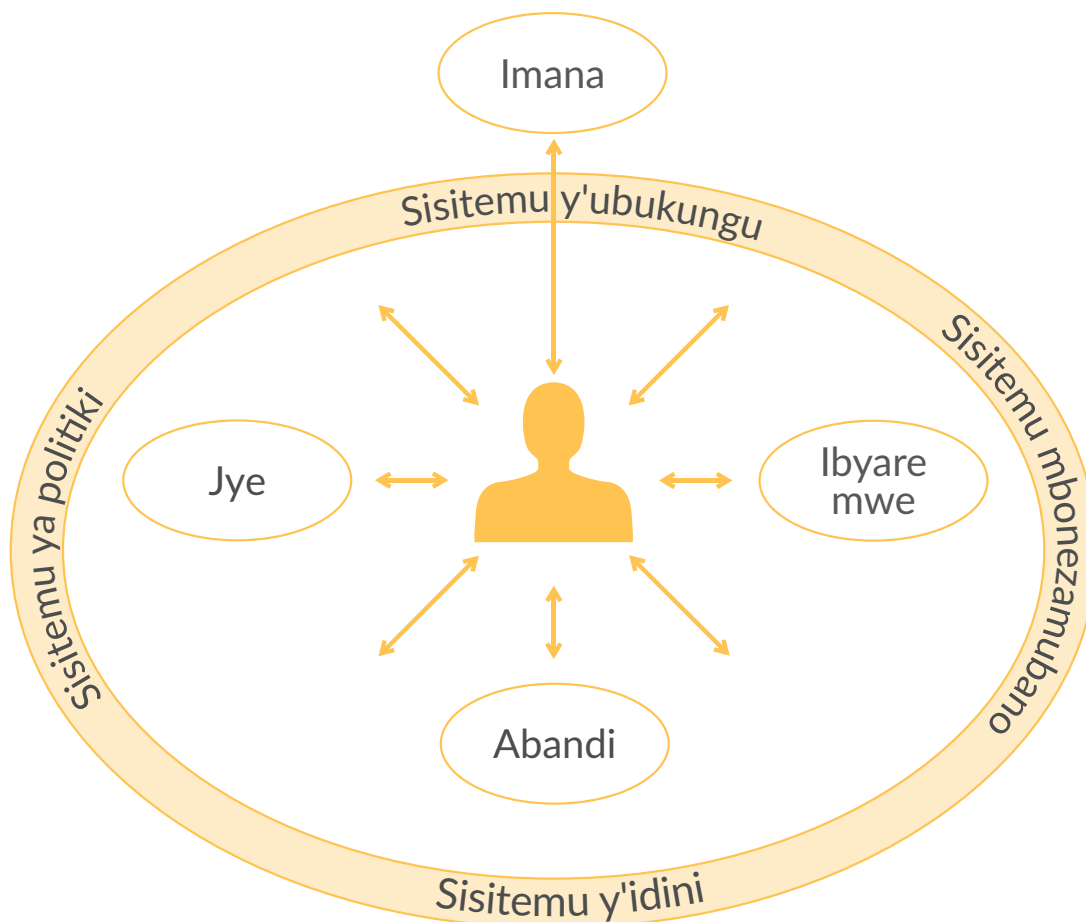 Imana
Sisitemu y'ubukungu
Sisitemu ya politiki
Sisitemu mbonezamubano
Jye
Ibyare
mwe
Abandi
Sisitemu y'idini